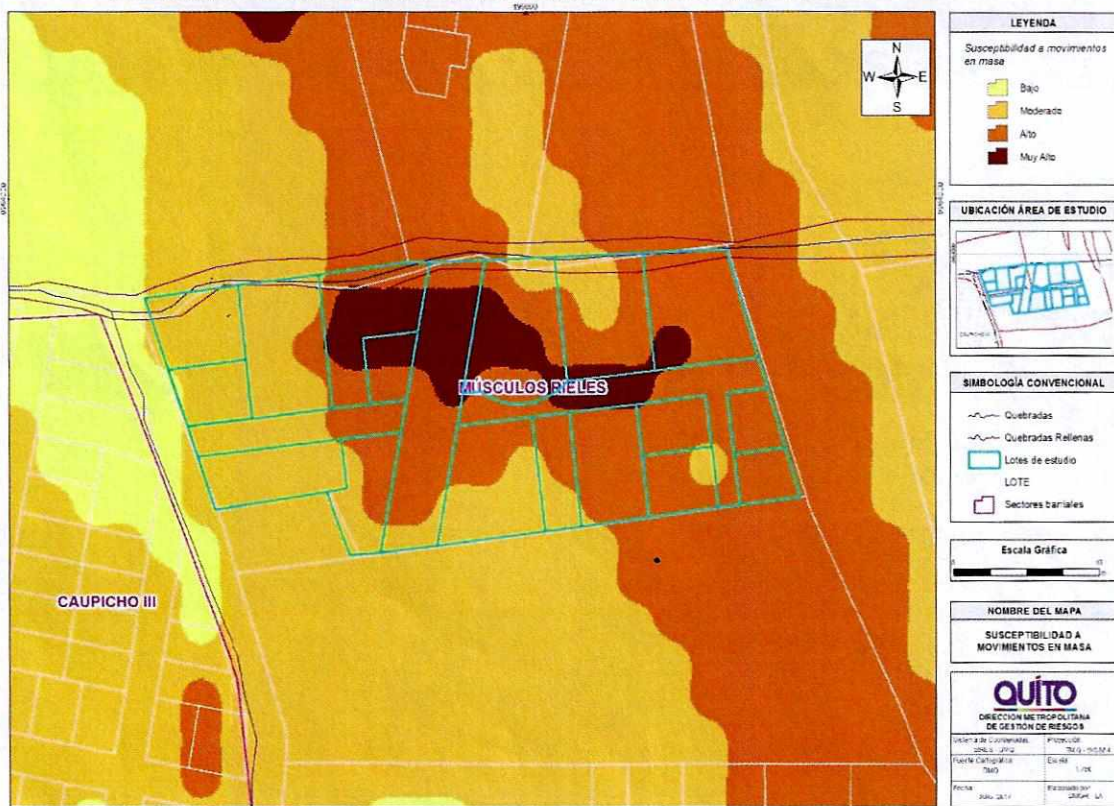 N
W E
S
MÚSCULOS RIELES
CAUPICHO III
LEYENDA
Susceptibilidad a movimientos
en masa
Bajo
Moderado
Alto
Muy Alto
UBICACIÓN ÁREA DE ESTUDIO
SIMBOLOGÍA CONVENCIONAL
Quebradas
Quebradas Rellenas
Lotes de estudio
LOTE
Sectores barriales
Escala Gráfica
NOMBRE DEL MAPA
SUSCEPTIBILIDAD A
MOVIMIENTOS EN MASA
QUITO
DIRECCIÓN METROPOLITANA
DE GESTIÓN DE RIESGOS